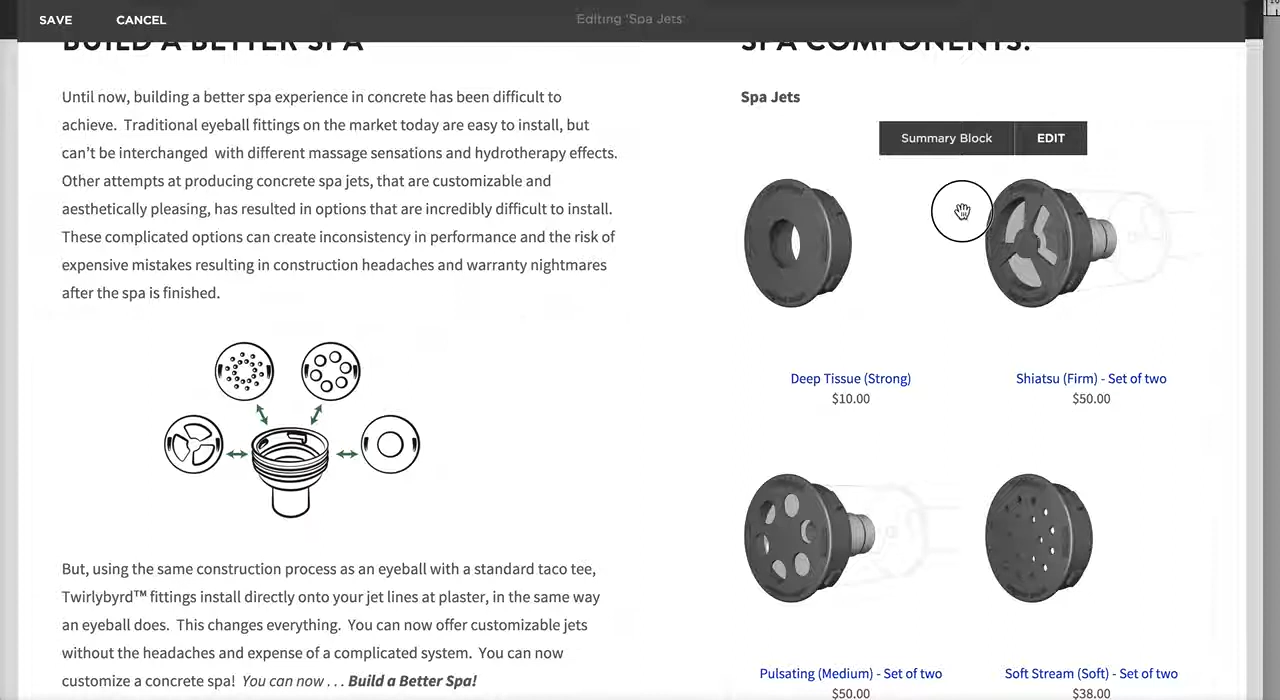 SAVE
CANCEL
Editing 'Spa Jets'
BUILD A BETTER SPA
Until now, building a better spa experience in concrete has been difficult to
achieve. Traditional eyeball fittings on the market today are easy to install, but
can't be interchanged with different massage sensations and hydrotherapy effects.
Other attempts at producing concrete spa jets, that are customizable and
aesthetically pleasing, has resulted in options that are incredibly difficult to install.
These complicated options can create inconsistency in performance and the risk of
expensive mistakes resulting in construction headaches and warranty nightmares
after the spa is finished.
But, using the same construction process as an eyeball with a standard taco tee,
Twirlybyrd™ fittings install directly onto your jet lines at plaster, in the same way
an eyeball does. This changes everything. You can now offer customizable jets
without the headaches and expense of a complicated system. You can now
customize a concrete spa! You can now . . . Build a Better Spa!
SPA COMPONENTS:
Spa Jets
Summary Block
EDIT
Deep Tissue (Strong)
$10.00
Shiatsu (Firm) - Set of two
$50.00
Pulsating (Medium) - Set of two
$50.00
Soft Stream (Soft) - Set of two
$38.00